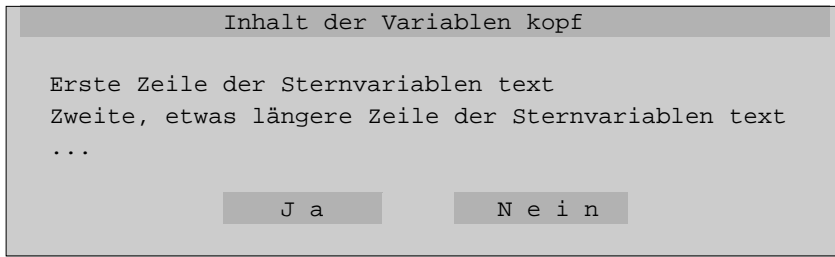 Inhalt der Variablen kopf
Erste Zeile der Sternvariablen text
Zweite, etwas längere Zeile der Sternvariablen text
...
J a N e i n